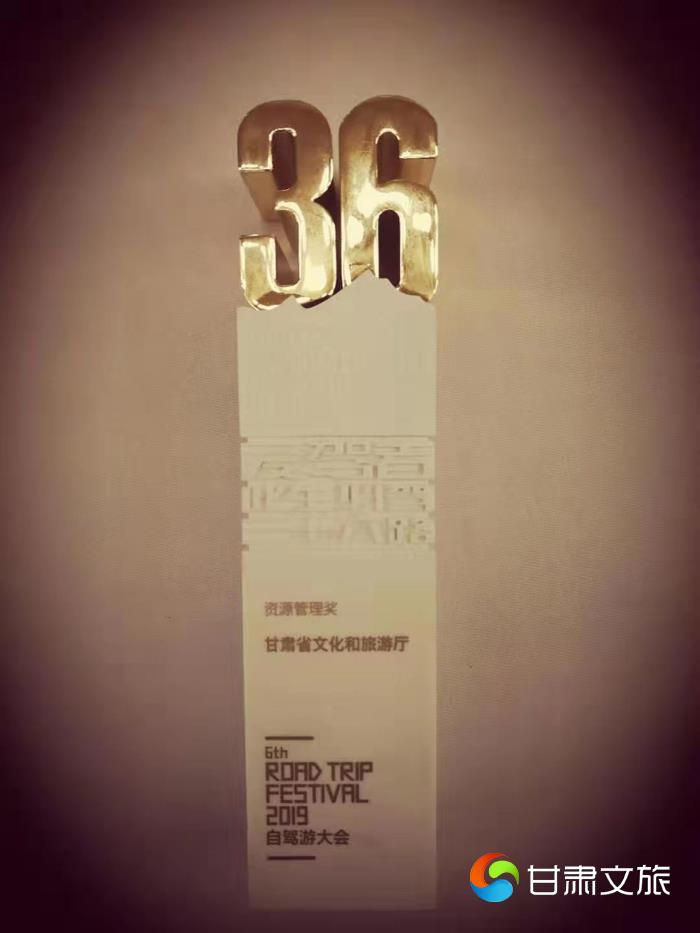 36
资源管理奖
甘肃省文化和旅游厅
6th
ROAD TRIP
FESTIVAL
2019
自驾游大会
甘肃文旅